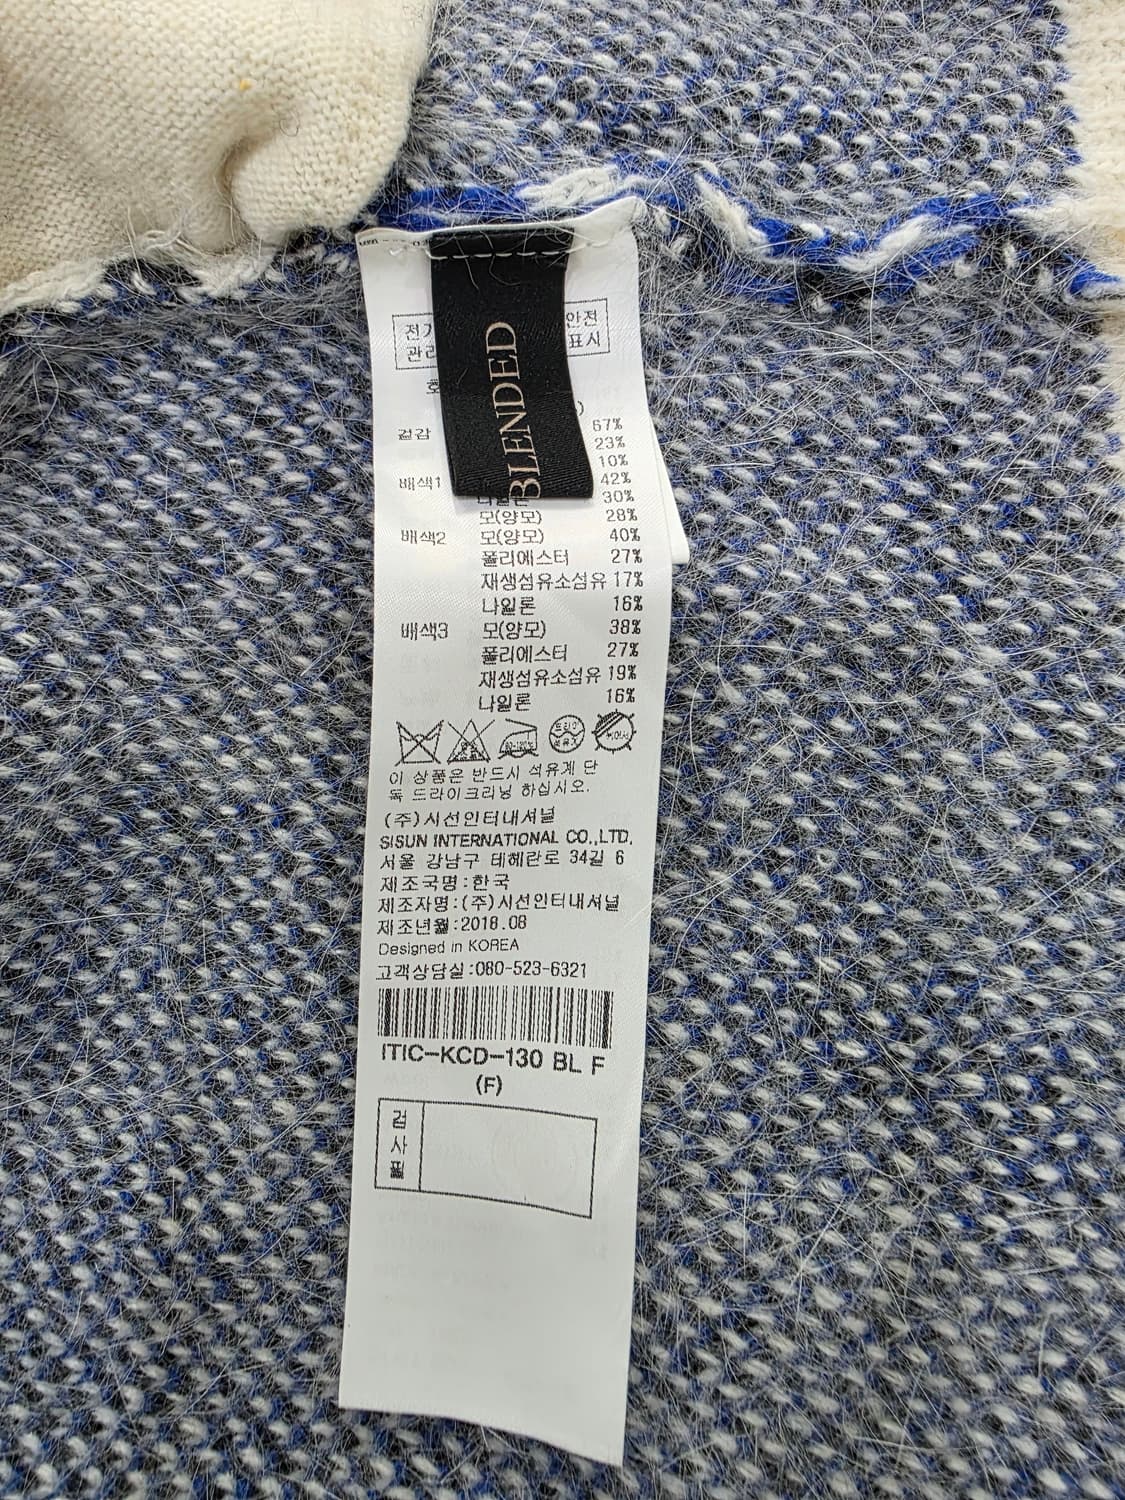 BLENDED
안전
표시
겉감 67%
23%
10%
배색1 42%
나일론 30%
모(양모) 28%
배색2 모(양모) 40%
폴리에스터 27%
재생섬유소섬유 17%
나일론 16%
배색3 모(양모) 38%
폴리에스터 27%
재생섬유소섬유 19%
나일론 16%
이 상품은 반드시 석유계 단
독 드라이크리닝 하십시오.
(주)시선인터내셔널
SISUN INTERNATIONAL CO.,LTD.
서울 강남구 테헤란로 34길 6
제조국명:한국
제조자명:(주)시선인터내셔널
제조년월:2018.08
Designed in KOREA
고객상담실:080-523-6321
ITIC-KCD-130 BL F
(F)
검
사
필